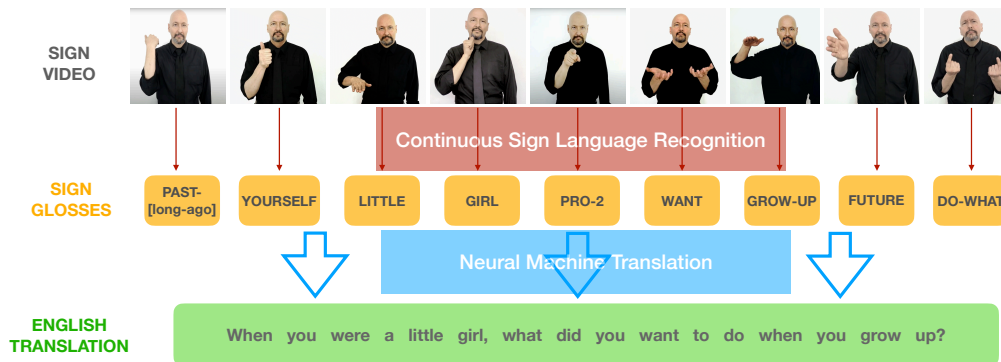 SIGN
VIDEO
Continuous Sign Language Recognition
SIGN
GLOSSES
PAST-
[long-ago]
YOURSELF
LITTLE
GIRL
PRO-2
WANT
GROW-UP
FUTURE
DO-WHAT
Neural Machine Translation
ENGLISH
TRANSLATION
When you were a little girl, what did you want to do when you grow up?